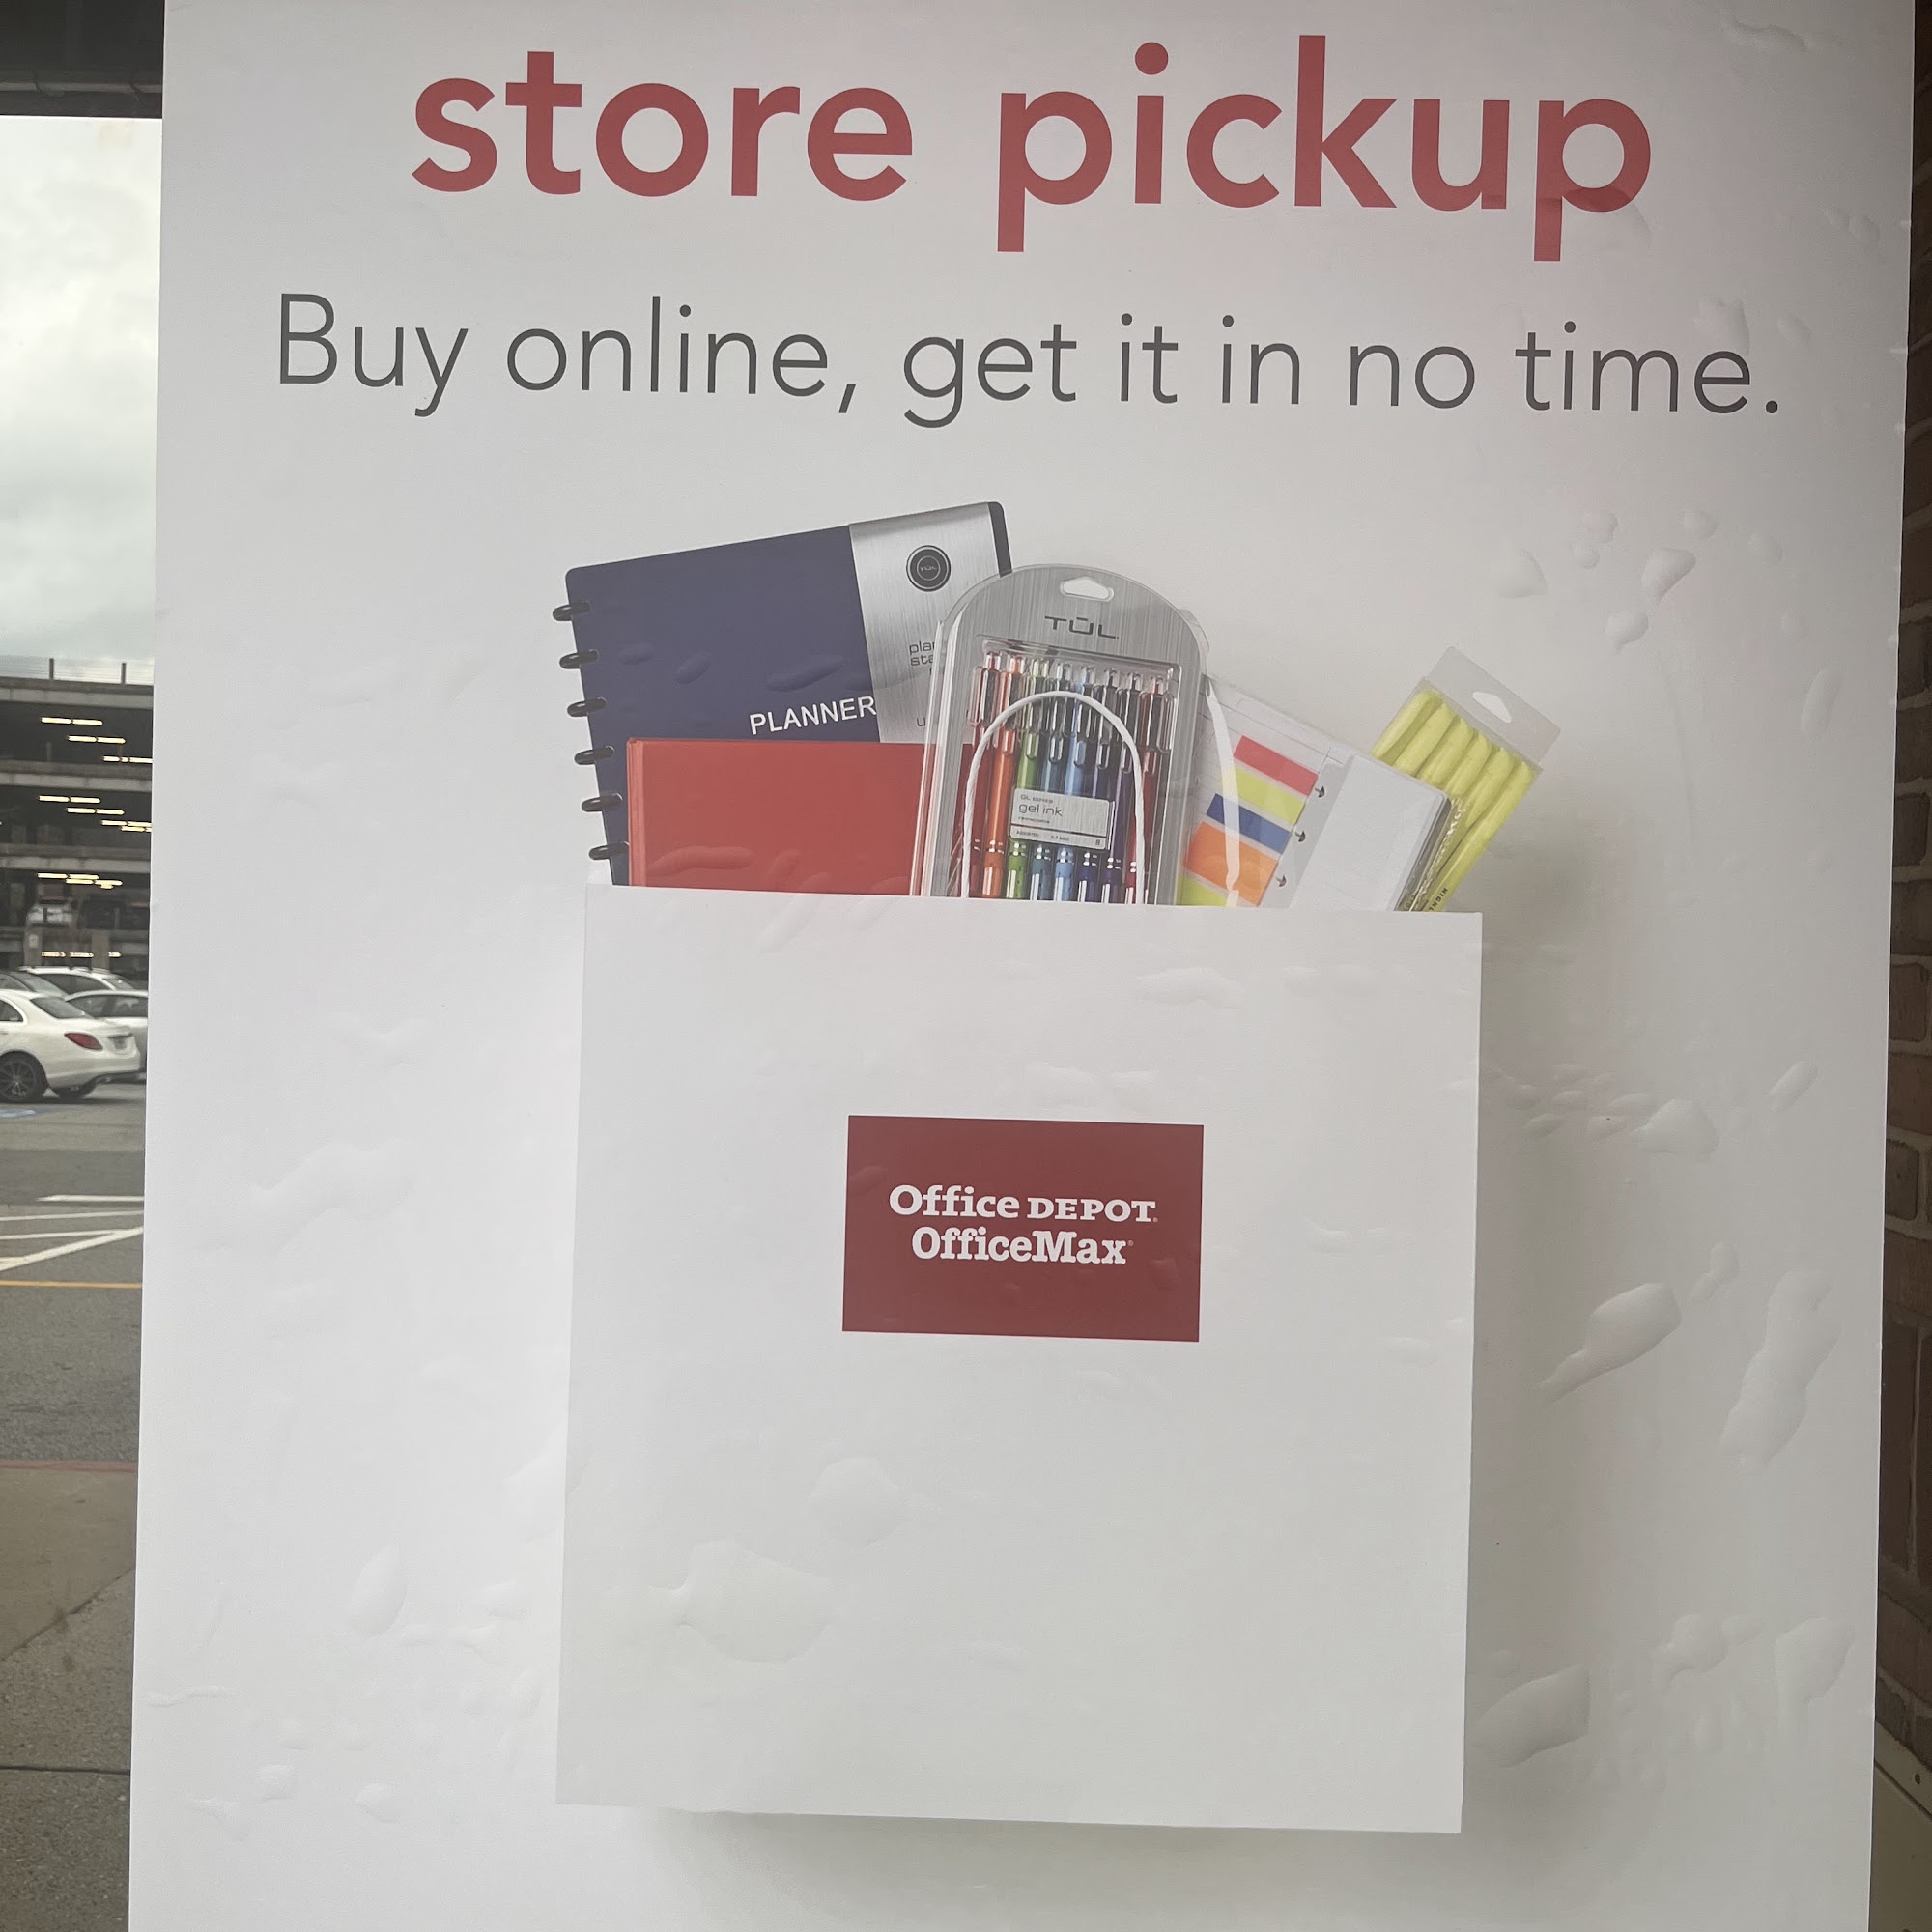 store pickup
Buy online, get it in no time.
PLANNER
TUL
gel ink
Office DEPOT
OfficeMax